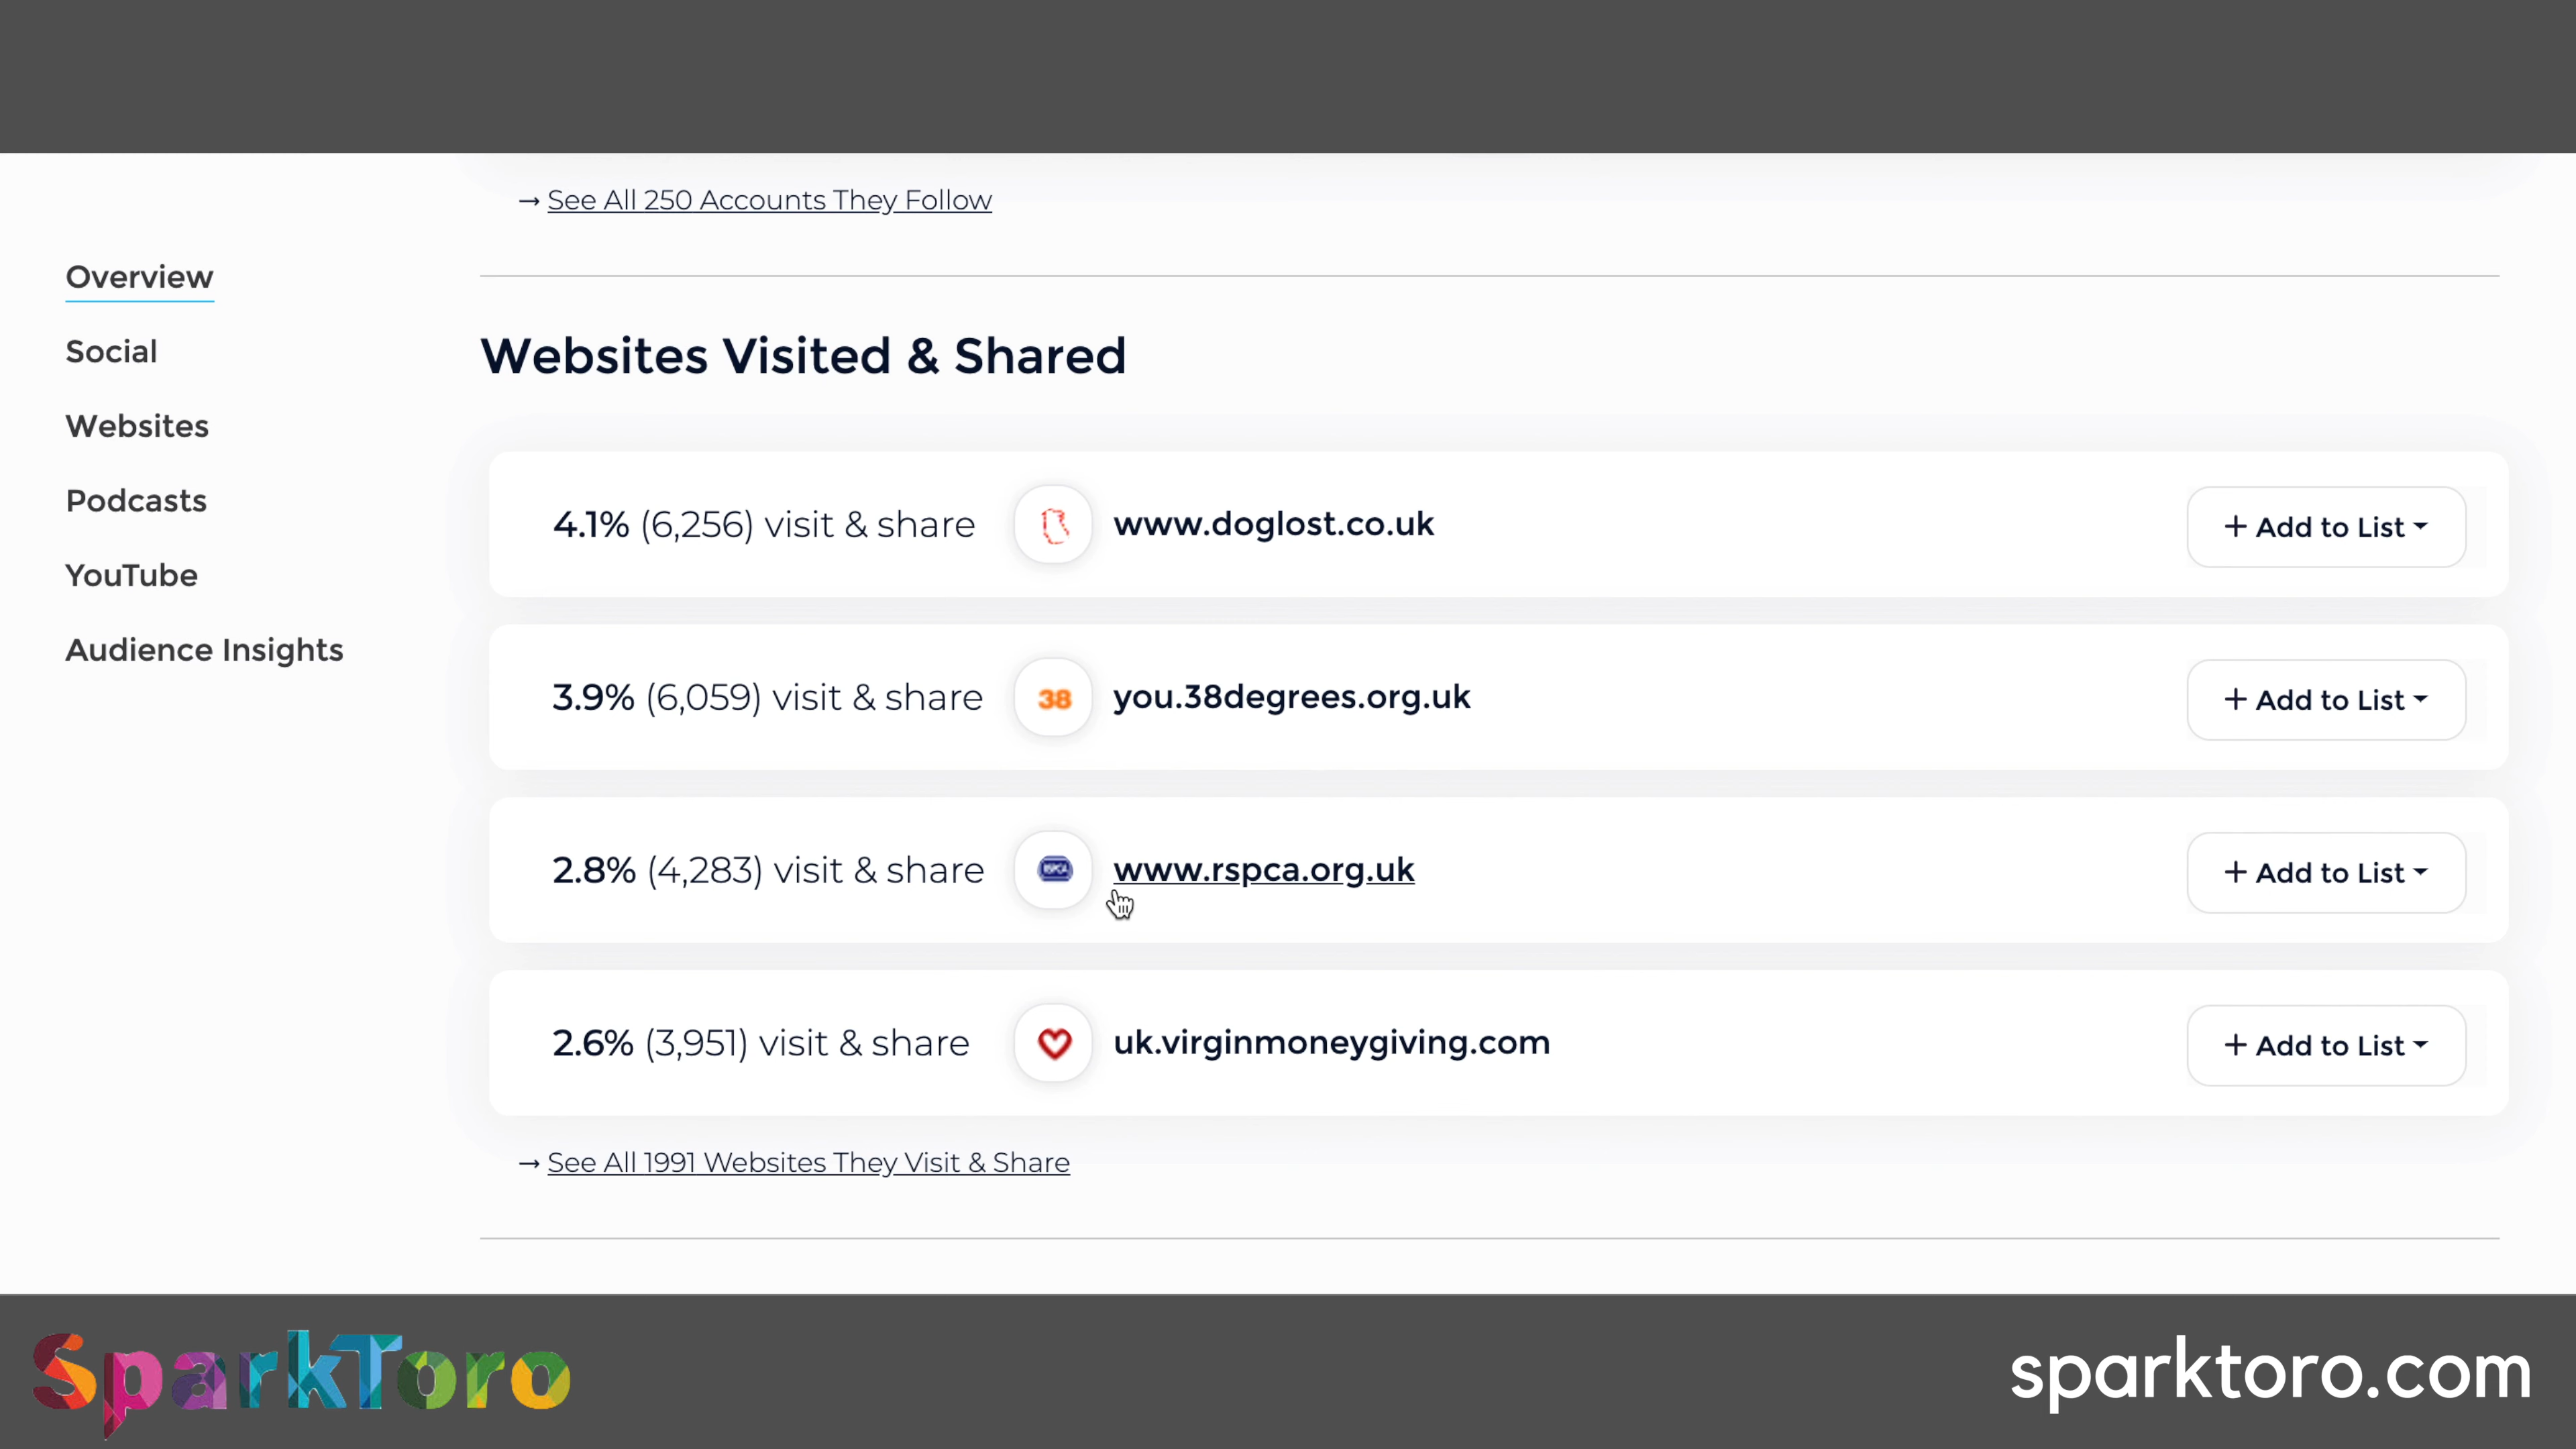 → See All 250 Accounts They Follow
Overview
Social
Websites
Podcasts
YouTube
Audience Insights
Websites Visited & Shared
4.1% (6,256) visit & share www.doglost.co.uk + Add to List
3.9% (6,059) visit & share 38 you.38degrees.org.uk + Add to List
2.8% (4,283) visit & share RSPCA www.rspca.org.uk + Add to List
2.6% (3,951) visit & share uk.virginmoneygiving.com + Add to List
→ See All 1991 Websites They Visit & Share
SparkToro
sparktoro.com